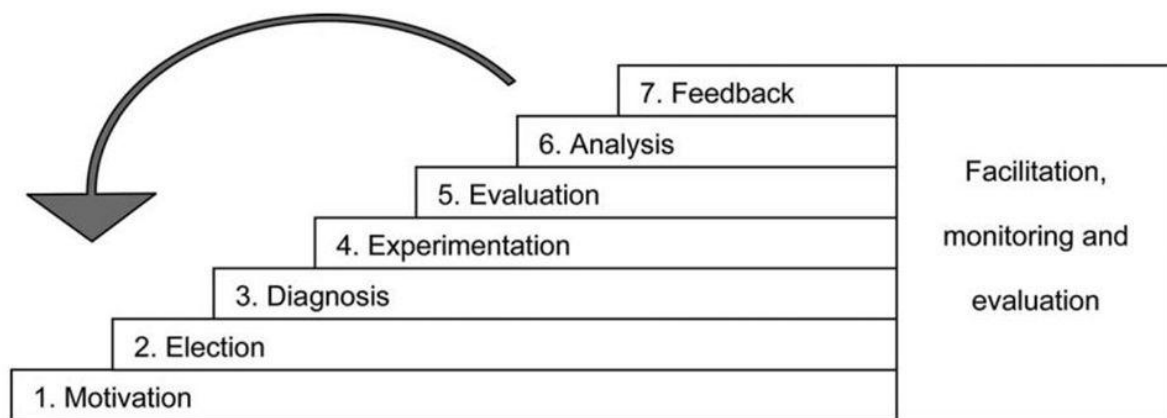 7. Feedback
6. Analysis
5. Evaluation
4. Experimentation
3. Diagnosis
2. Election
1. Motivation
Facilitation,
monitoring and
evaluation